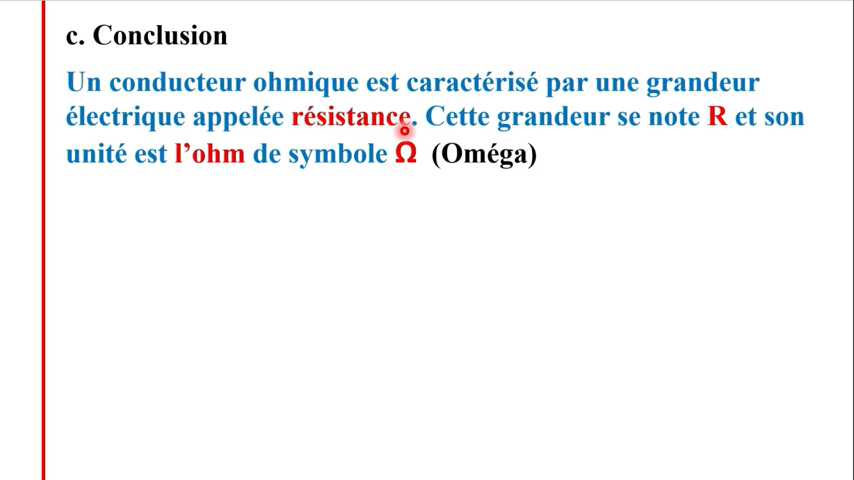 c. Conclusion
Un conducteur ohmique est caractérisé par une grandeur
électrique appelée résistance. Cette grandeur se note R et son
unité est l’ohm de symbole Ω (Oméga)